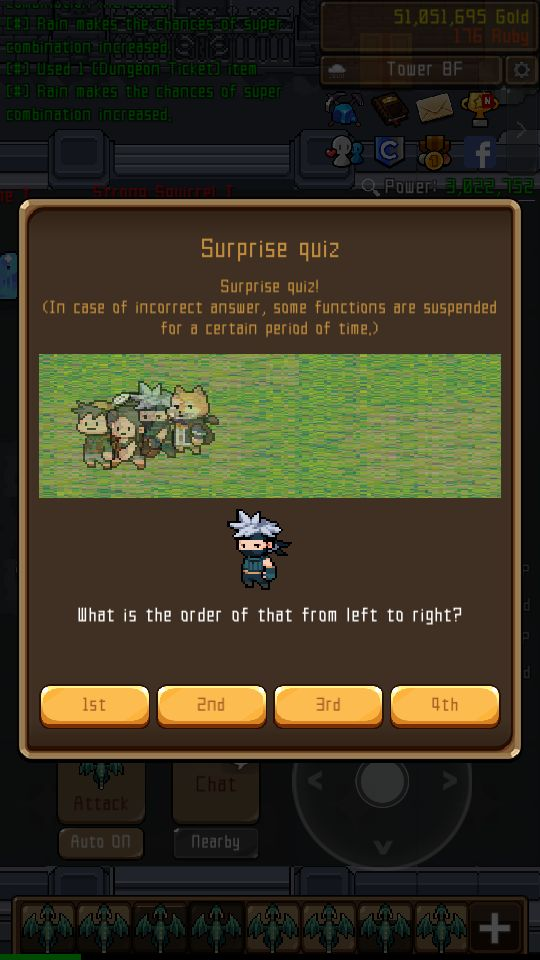 combination increased.
[#] Rain makes the chances of super
combination increased.
[#] Used 1 [Dungeon Ticket] item
[#] Rain makes the chances of super
combination increased.
51,051,695 Gold
176 Ruby
Tower 8F
Strong Squirrel I
Power: 3,022,752
Surprise quiz
Surprise quiz!
(In case of incorrect answer, some functions are suspended
for a certain period of time.)
What is the order of that from left to right?
1st 2nd 3rd 4th
Attack
Chat
Auto ON
Nearby